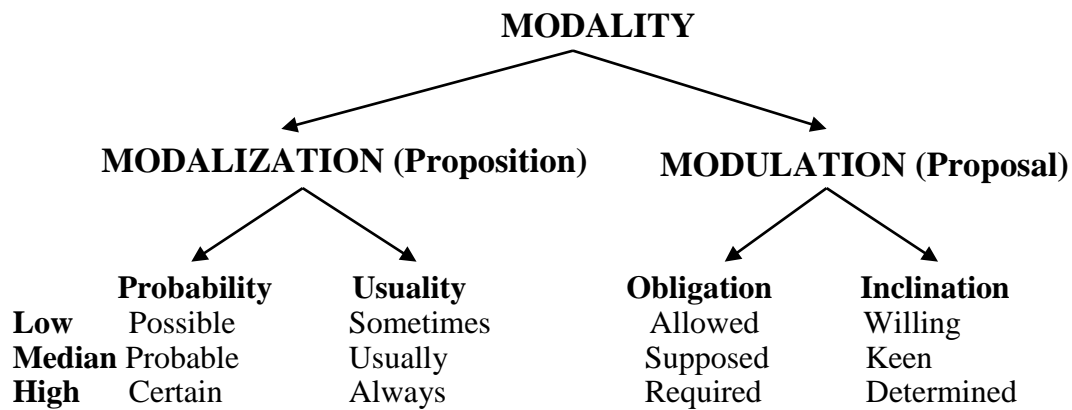 MODALITY
MODALIZATION (Proposition) MODULATION (Proposal)
Probability Usuality Obligation Inclination
Low Possible Sometimes Allowed Willing
Median Probable Usually Supposed Keen
High Certain Always Required Determined